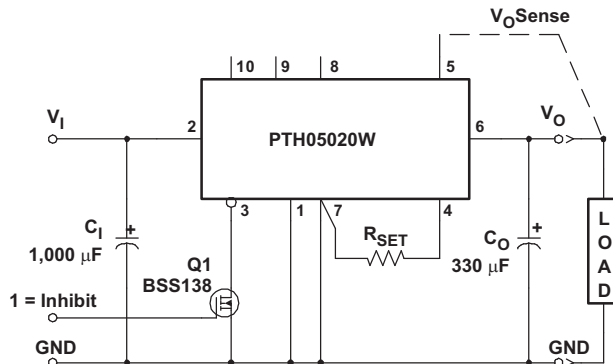 VOSense
10 9 8 5
VI
2
PTH05020W
6
VO
3 1 7 4
RSET
CI
+
1,000 μF
CO
+
330 μF
LOAD
Q1
BSS138
1 = Inhibit
GND
GND